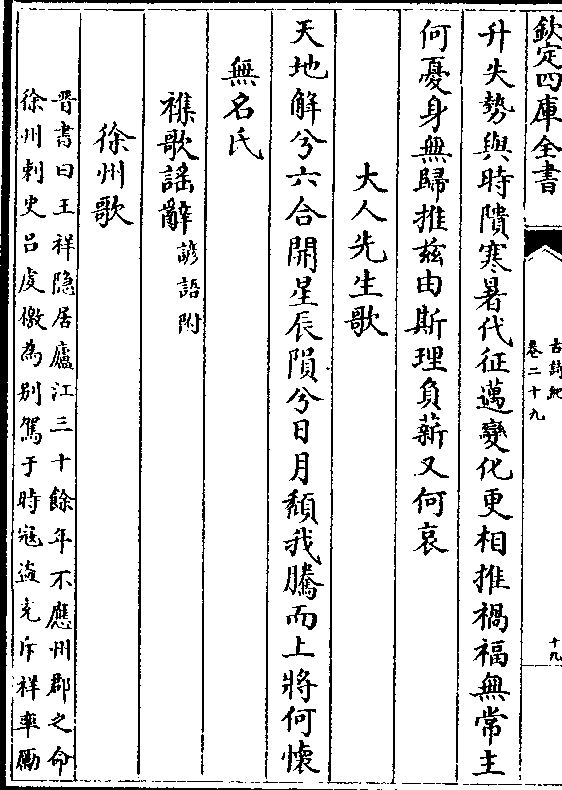 欽定四庫全書
古詩紀
卷二十九
十九
升失勢與時隤寒暑代征邁變化更相推禍福無常主
何憂身無歸推茲由斯理負薪又何哀
大人先生歌
天地解兮六合開星辰隕兮日月頹我騰而上將何懷
無名氏
襍歌謡辭諺語附
徐州歌
晋書曰王祥隐居廬江三十餘年不應州郡之命
徐州刺史吕䖍檄為别駕于時寇盗充斥祥率勵